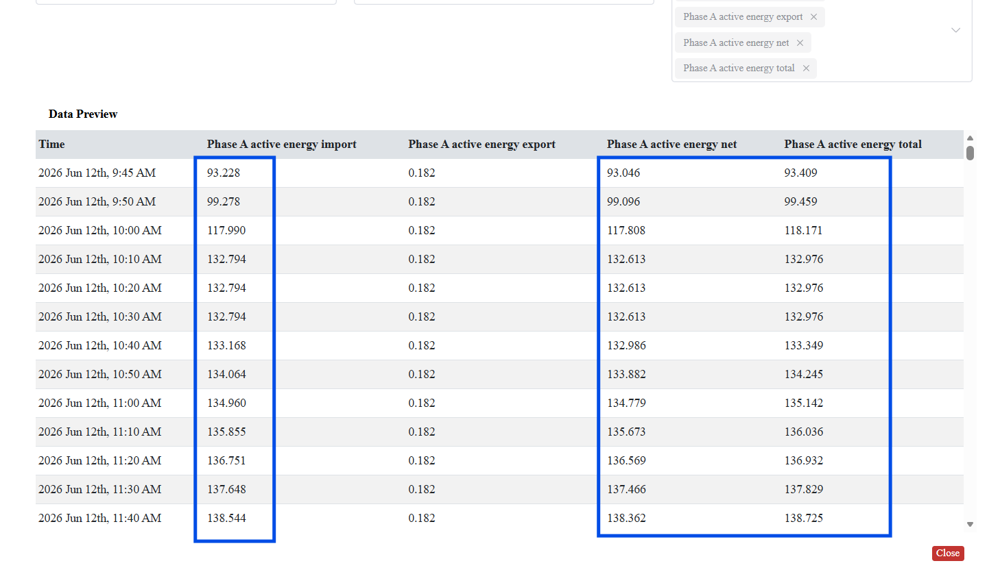 Phase A active energy export ×
Phase A active energy net ×
Phase A active energy total ×
Data Preview
Time Phase A active energy import Phase A active energy export Phase A active energy net Phase A active energy total
2026 Jun 12th, 9:45 AM 93.228 0.182 93.046 93.409
2026 Jun 12th, 9:50 AM 99.278 0.182 99.096 99.459
2026 Jun 12th, 10:00 AM 117.990 0.182 117.808 118.171
2026 Jun 12th, 10:10 AM 132.794 0.182 132.613 132.976
2026 Jun 12th, 10:20 AM 132.794 0.182 132.613 132.976
2026 Jun 12th, 10:30 AM 132.794 0.182 132.613 132.976
2026 Jun 12th, 10:40 AM 133.168 0.182 132.986 133.349
2026 Jun 12th, 10:50 AM 134.064 0.182 133.882 134.245
2026 Jun 12th, 11:00 AM 134.960 0.182 134.779 135.142
2026 Jun 12th, 11:10 AM 135.855 0.182 135.673 136.036
2026 Jun 12th, 11:20 AM 136.751 0.182 136.569 136.932
2026 Jun 12th, 11:30 AM 137.648 0.182 137.466 137.829
2026 Jun 12th, 11:40 AM 138.544 0.182 138.362 138.725
Close